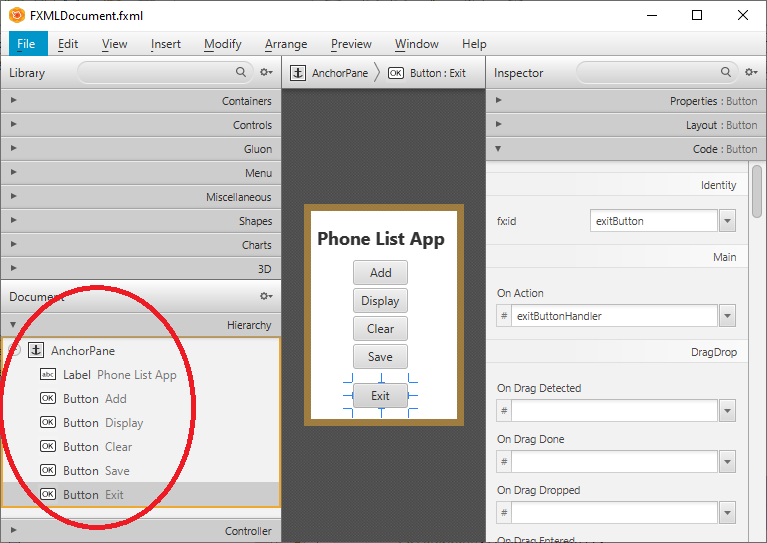 FXMLDocument.fxml
File Edit View Insert Modify Arrange Preview Window Help
Library
Containers
Controls
Gluon
Menu
Miscellaneous
Shapes
Charts
3D
Document
Hierarchy
AnchorPane
abc Label Phone List App
OK Button Add
OK Button Display
OK Button Clear
OK Button Save
OK Button Exit
Controller
AnchorPane OK Button : Exit
Phone List App
Add
Display
Clear
Save
Exit
Inspector
Properties : Button
Layout : Button
Code : Button
Identity
fx:id exitButton
Main
On Action
# exitButtonHandler
DragDrop
On Drag Detected
#
On Drag Done
#
On Drag Dropped
#
On Drag Entered